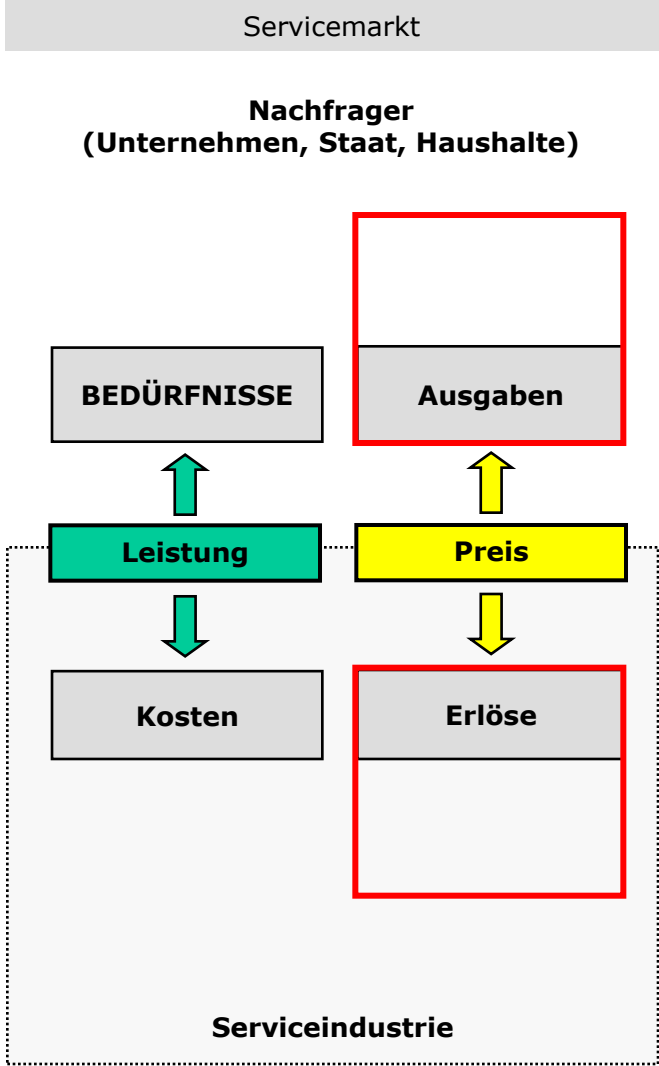 Servicemarkt
Nachfrager
(Unternehmen, Staat, Haushalte)
BEDÜRFNISSE
Ausgaben
Leistung
Preis
Kosten
Erlöse
Serviceindustrie